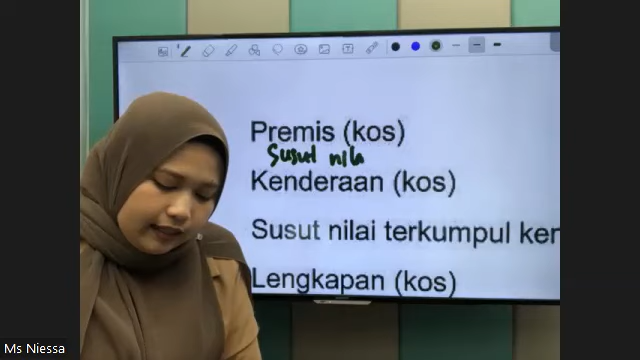 Premis (kos)
Susut nila
Kenderaan (kos)
Susut nilai terkumpul ken
Lengkapan (kos)
Ms Niessa